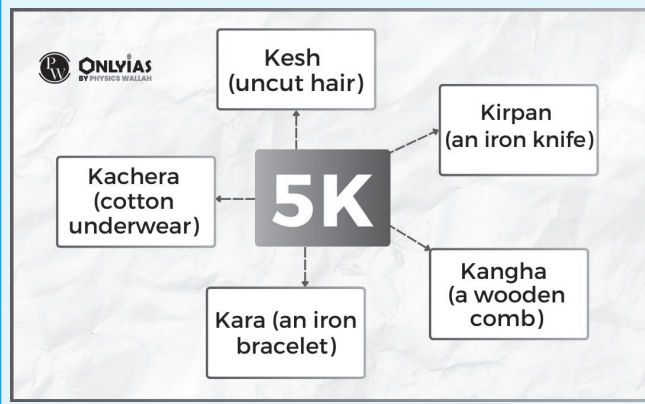 PW
ONLYIAS
BY PHYSICS WALLAH
Kesh
(uncut hair)
Kirpan
(an iron knife)
Kachera
(cotton
underwear)
5K
Kangha
(a wooden
comb)
Kara (an iron
bracelet)